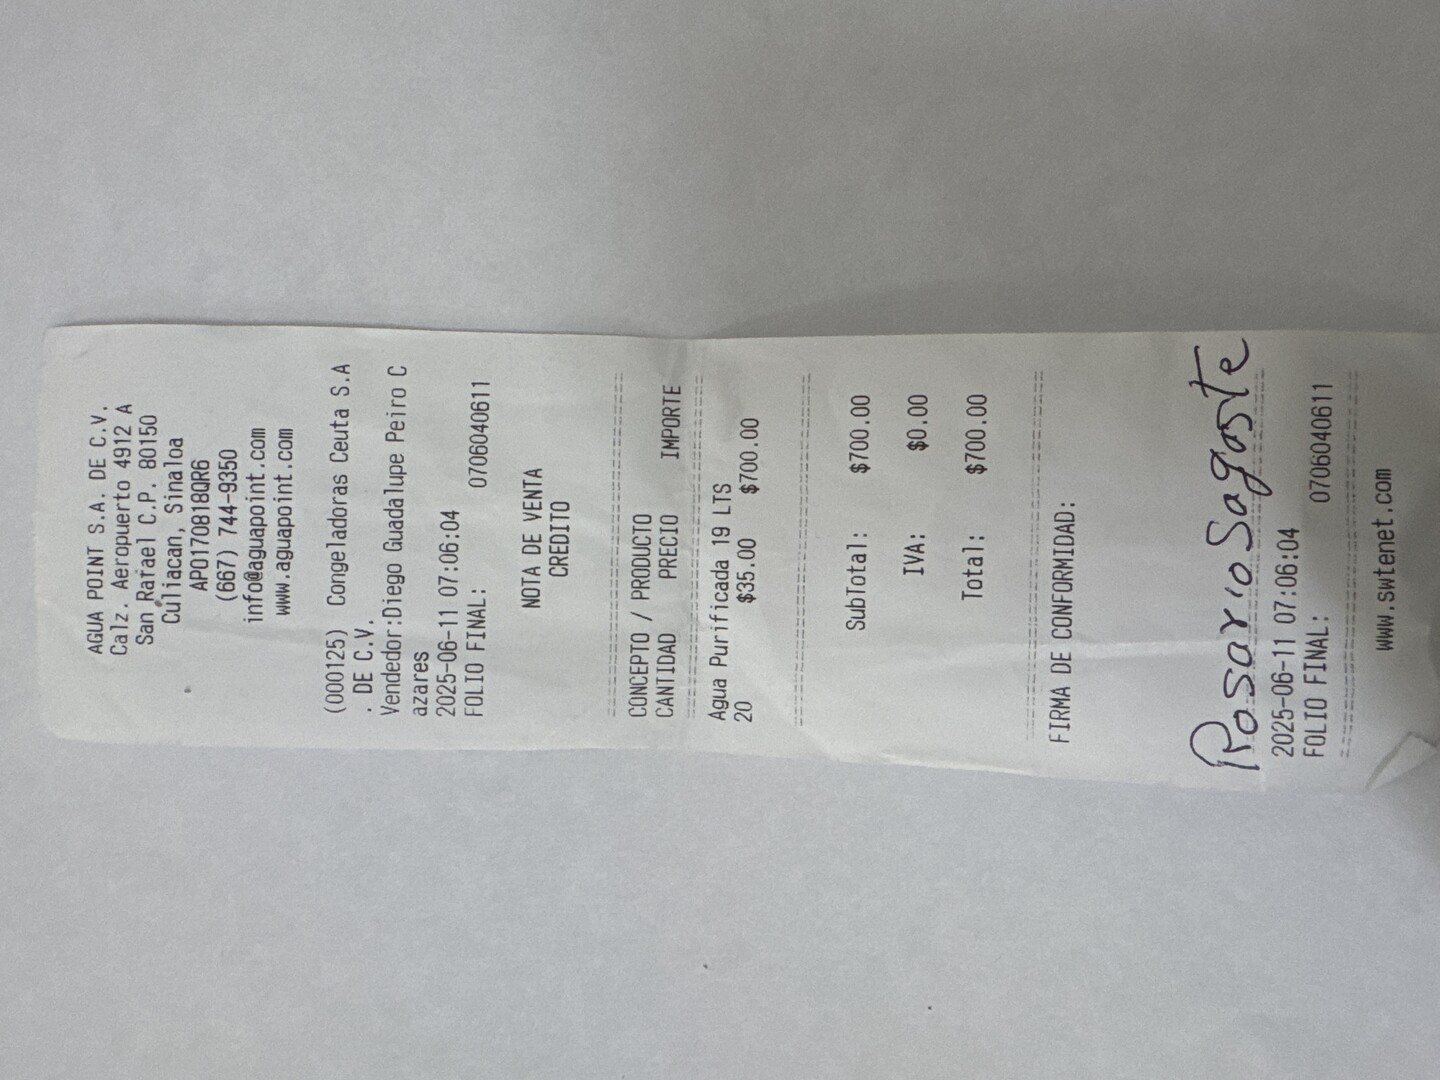 AGUA POINT S.A. DE C.V.
Calz. Aeropuerto 4912 A
San Rafael C.P. 80150
Culiacan, Sinaloa
APO170818QR6
(667) 744-9350
info@aguapoint.com
www.aguapoint.com
(000125) Congeladoras Ceuta S.A
. DE C.V.
Vendedor:Diego Guadalupe Peiro C
azares
2025-06-11 07:06:04
FOLIO FINAL: 0706040611
NOTA DE VENTA
CREDITO
CONCEPTO / PRODUCTO
CANTIDAD PRECIO IMPORTE
Agua Purificada 19 LTS
20 $35.00 $700.00
SubTotal: $700.00
IVA: $0.00
Total: $700.00
FIRMA DE CONFORMIDAD:
Rosario Sagaste
2025-06-11 07:06:04
FOLIO FINAL: 0706040611
www.swtenet.com